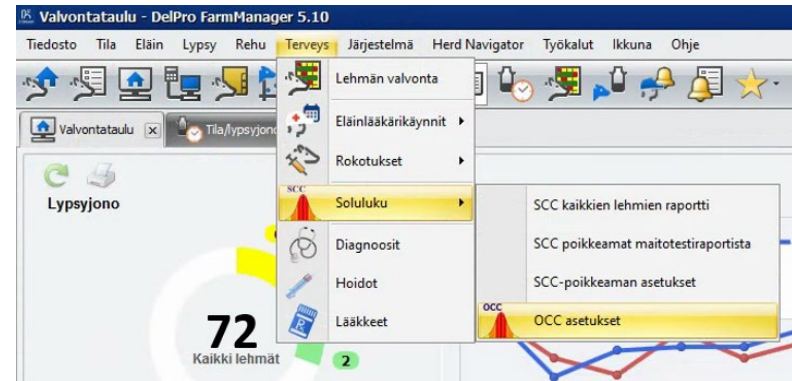 Valvontataulu - DelPro FarmManager 5.10
Tiedosto Tila Eläin Lypsy Rehu Terveys Järjestelmä Herd Navigator Työkalut Ikkuna Ohje
Valvontataulu x Tila/lypsyjono
Lehmän valvonta
Eläinlääkärikäynnit
Rokotukset
SCC
Soluluku
Diagnoosit
Hoidot
Lääkkeet
SCC kaikkien lehmien raportti
SCC poikkeamat maitotestiraportista
SCC-poikkeaman asetukset
OCC
OCC asetukset
Lypsyjono
72
Kaikki lehmät
2